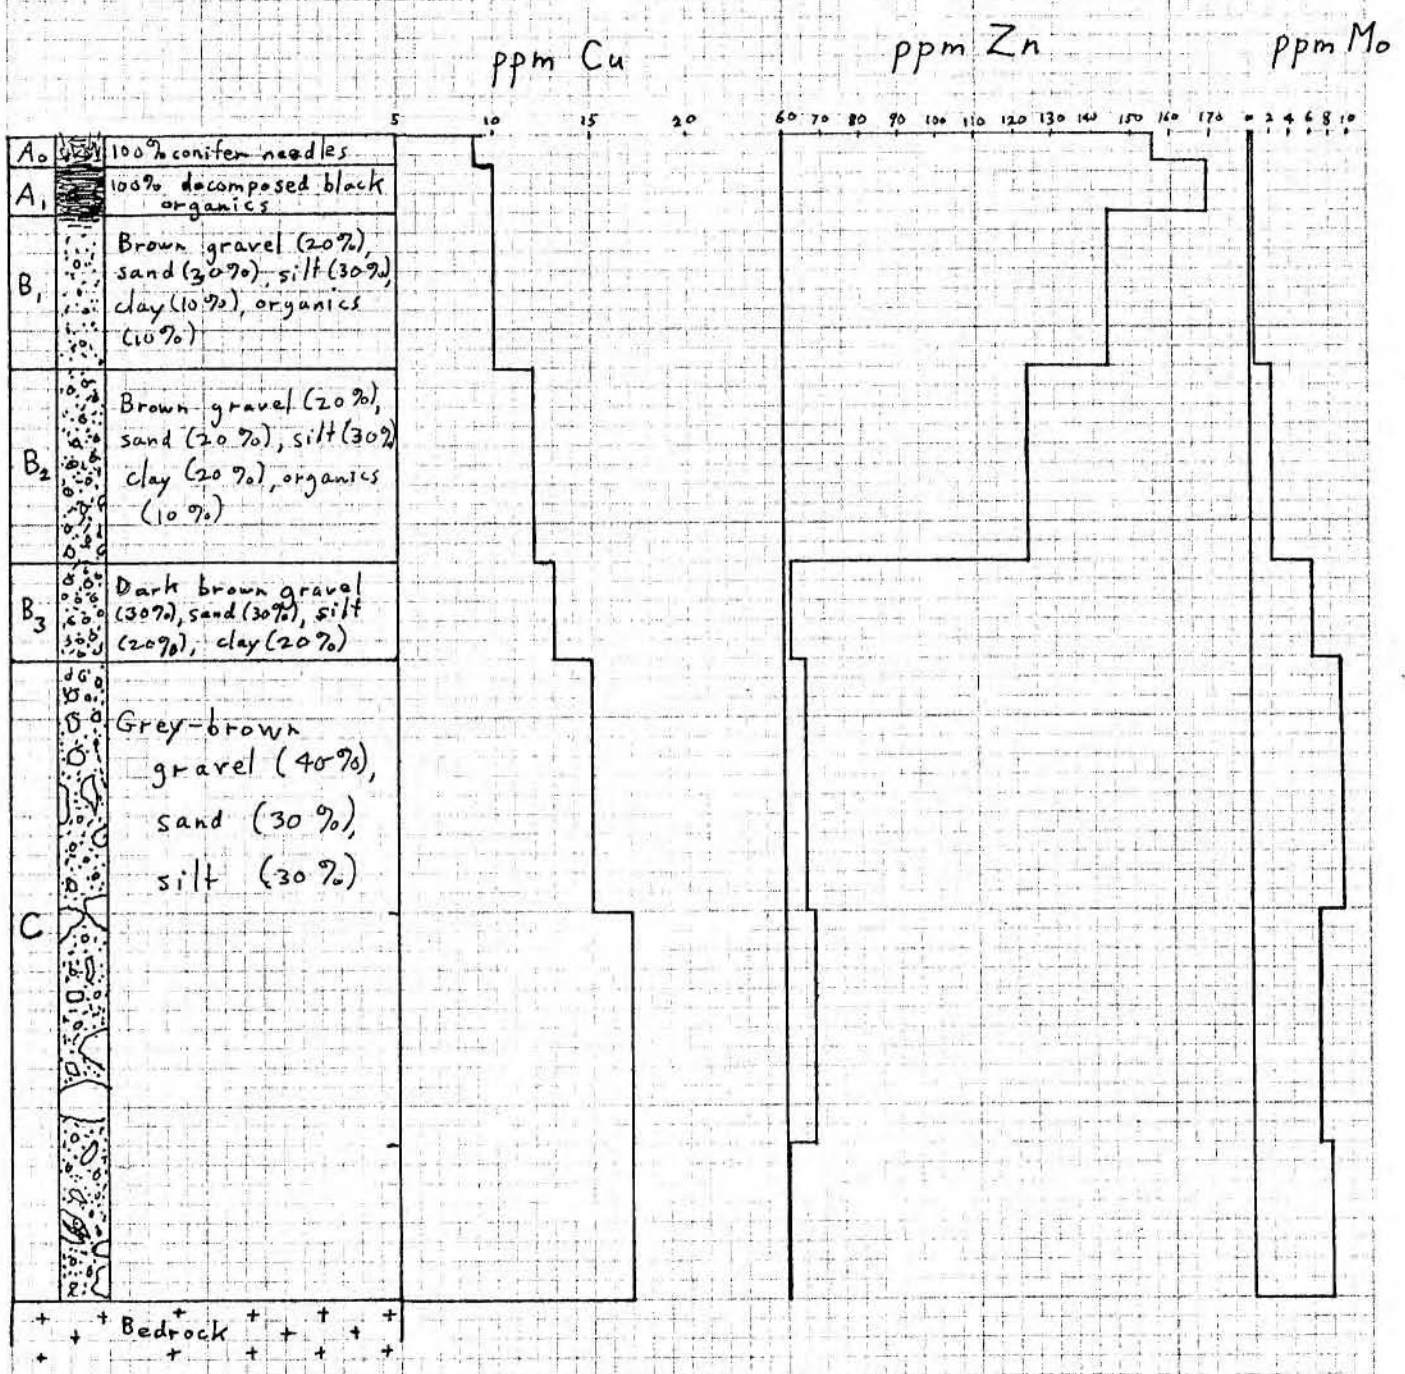 ppm Cu
ppm Zn
ppm Mo
5 10 15 20
60 70 80 90 100 110 120 130 140 150 160 170
0 2 4 6 8 10
A₀
100% conifer needles
A₁
100% decomposed black
organics
B₁
Brown gravel (20%),
sand (30%), silt (30%),
clay (10%), organics
(10%)
B₂
Brown gravel (20%),
sand (20%), silt (30%)
clay (20%), organics
(10%)
B₃
Dark brown gravel
(30%), sand (30%), silt
(20%), clay (20%)
C
Grey-brown
gravel (40%),
sand (30%),
silt (30%)
Bedrock